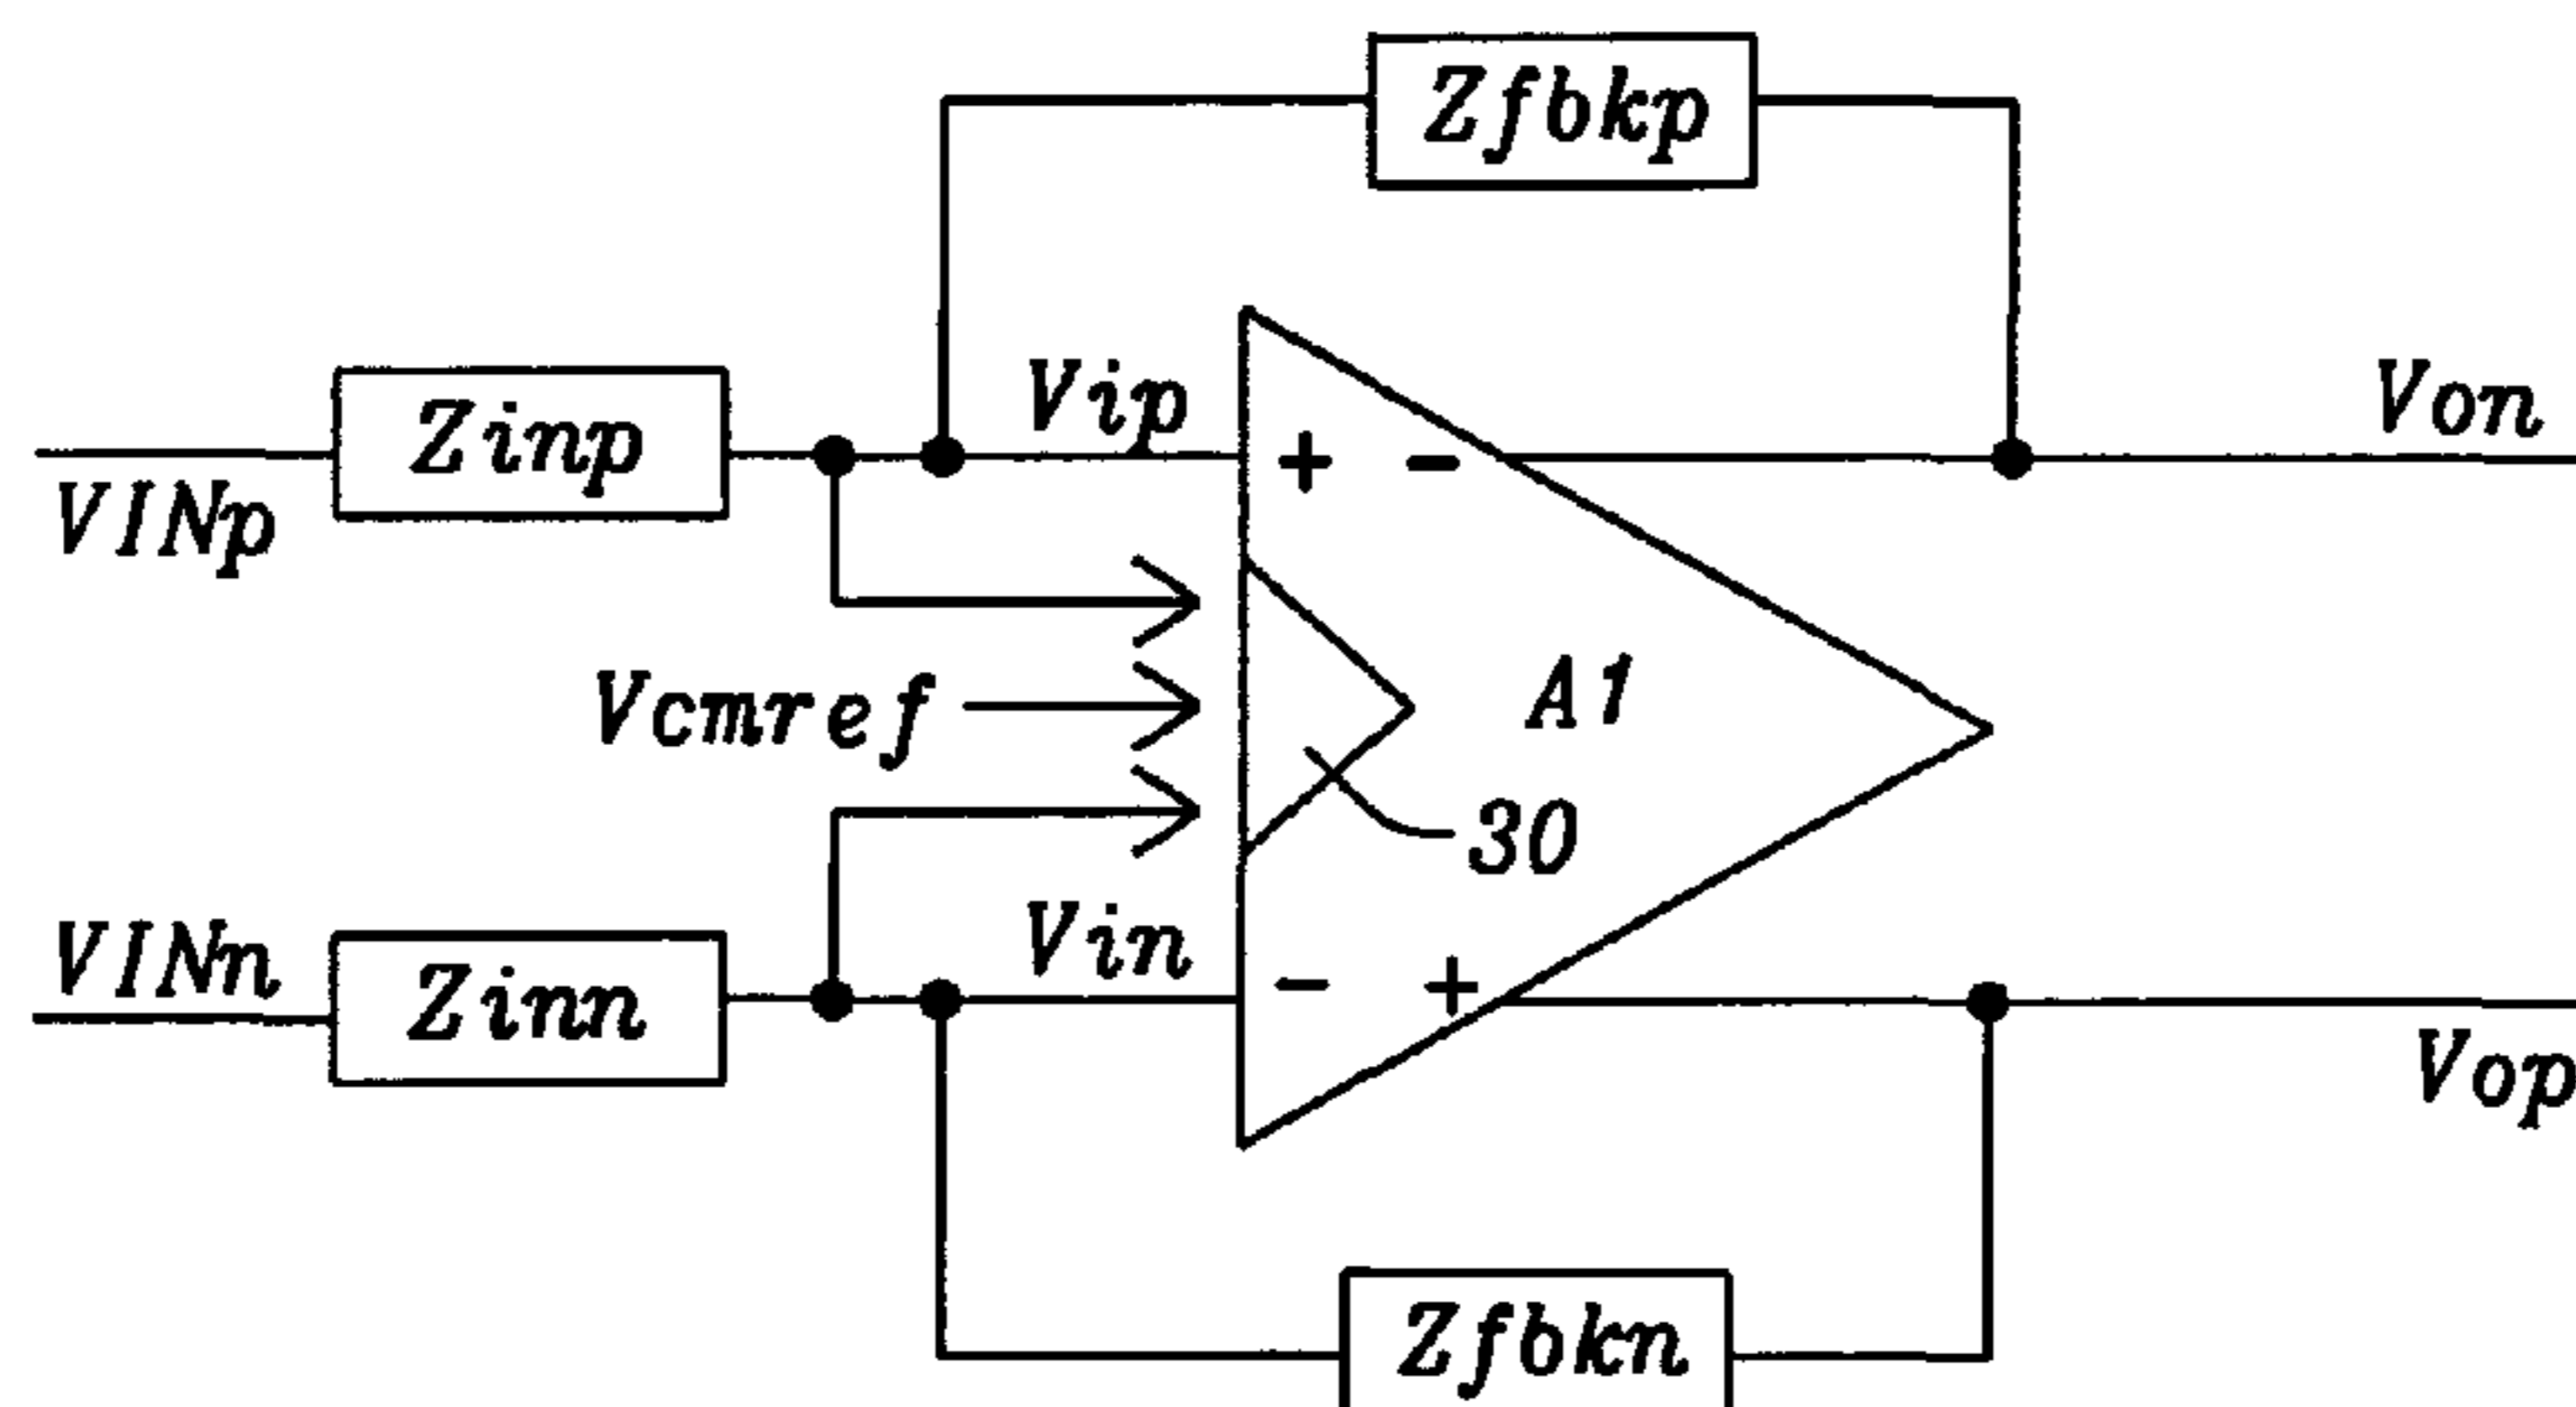 Zfbkp
Vip
Von
Zinp
+ -
VINp
Vcmref
A1
30
VINn
Vin
Zinn
- +
Vop
Zfbkn